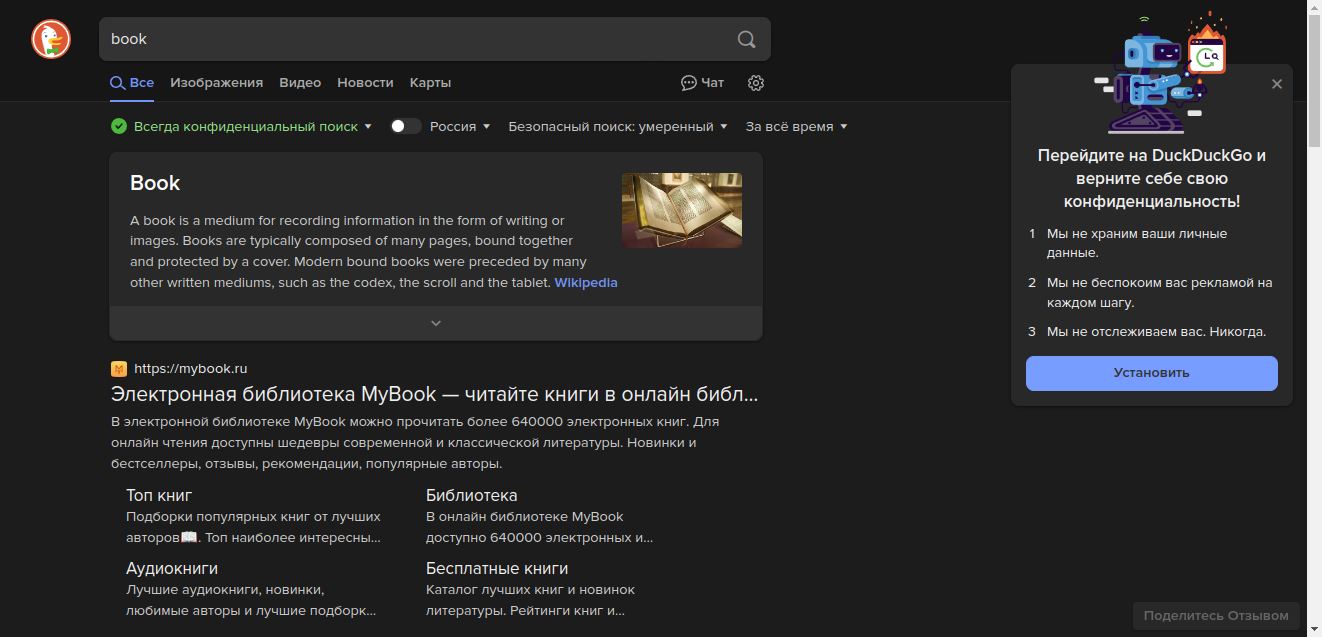 book
Все Изображения Видео Новости Карты Чат
Всегда конфиденциальный поиск Россия Безопасный поиск: умеренный За всё время
Book
A book is a medium for recording information in the form of writing or
images. Books are typically composed of many pages, bound together
and protected by a cover. Modern bound books were preceded by many
other written mediums, such as the codex, the scroll and the tablet. Wikipedia
https://mybook.ru
Электронная библиотека MyBook — читайте книги в онлайн библ...
В электронной библиотеке MyBook можно прочитать более 640000 электронных книг. Для
онлайн чтения доступны шедевры современной и классической литературы. Новинки и
бестселлеры, отзывы, рекомендации, популярные авторы.
Топ книг
Подборки популярных книг от лучших
авторов📖. Топ наиболее интересны...
Библиотека
В онлайн библиотеке MyBook
доступно 640000 электронных и...
Аудиокниги
Лучшие аудиокниги, новинки,
любимые авторы и лучшие подборк...
Бесплатные книги
Каталог лучших книг и новинок
литературы. Рейтинги книг и...
Перейдите на DuckDuckGo и
верните себе свою
конфиденциальность!
1 Мы не храним ваши личные
данные.
2 Мы не беспокоим вас рекламой на
каждом шагу.
3 Мы не отслеживаем вас. Никогда.
Установить
Поделитесь Отзывом